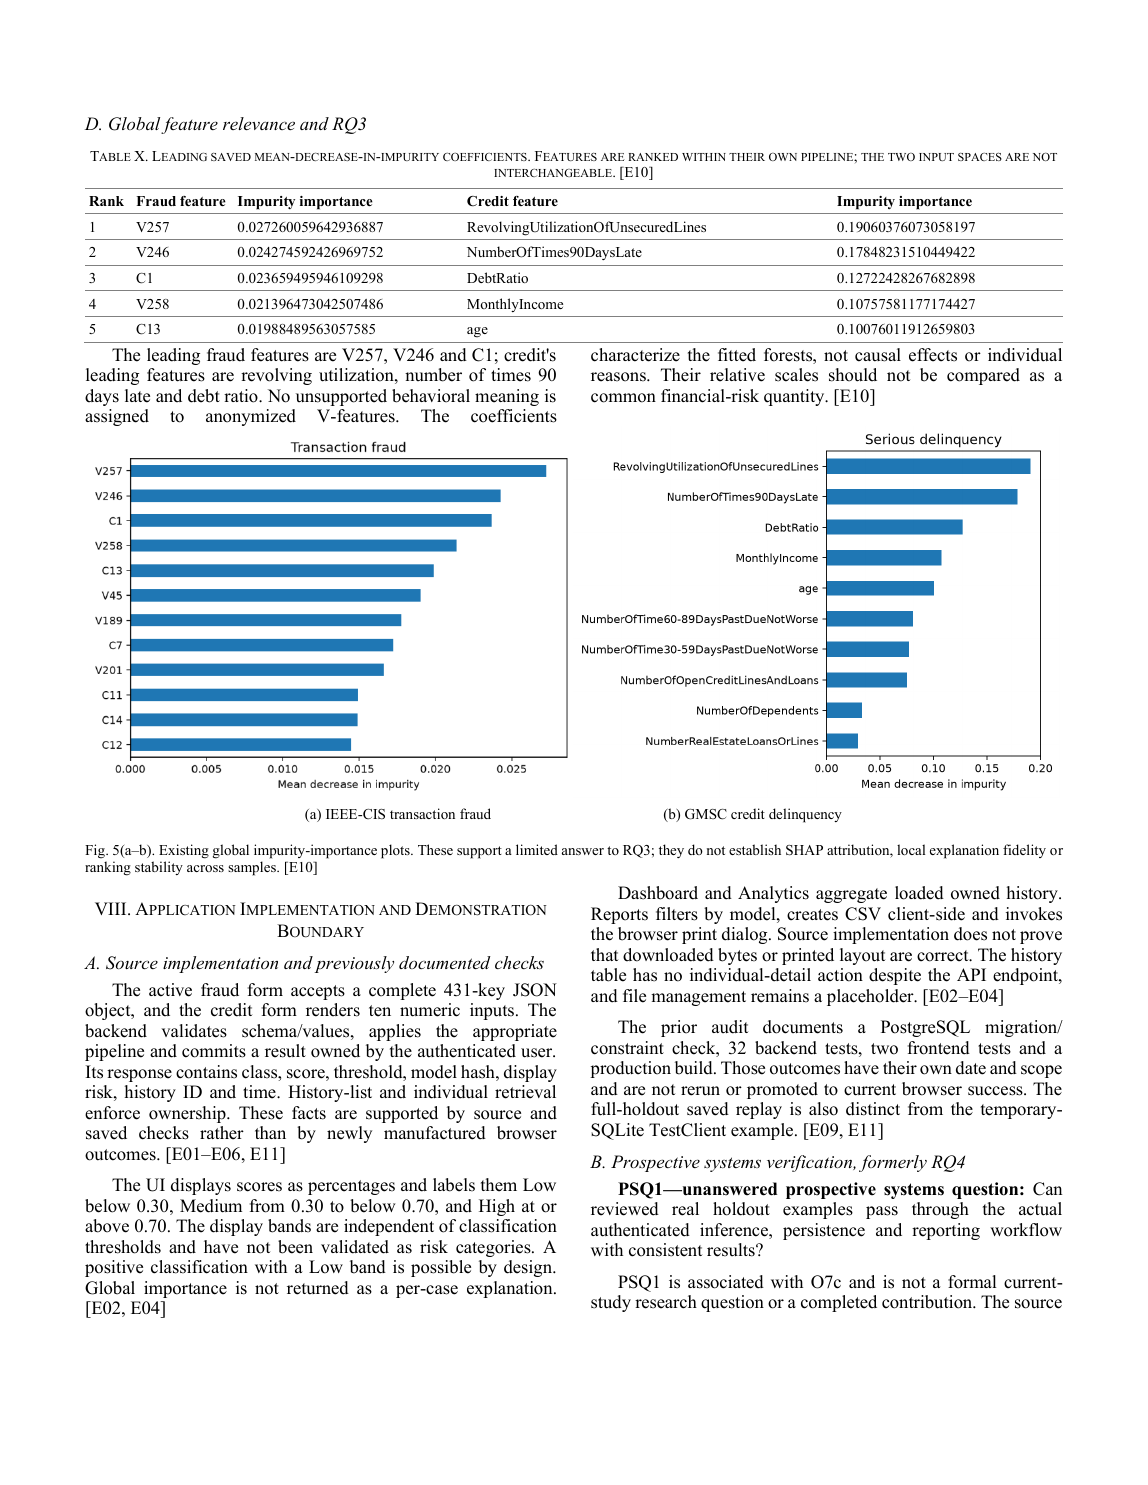 D. Global feature relevance and RQ3
TABLE X. LEADING SAVED MEAN-DECREASE-IN-IMPURITY COEFFICIENTS. FEATURES ARE RANKED WITHIN THEIR OWN PIPELINE; THE TWO INPUT SPACES ARE NOT
INTERCHANGEABLE. [E10]
Rank Fraud feature Impurity importance Credit feature Impurity importance
1 V257 0.027260059642936887 RevolvingUtilizationOfUnsecuredLines 0.19060376073058197
2 V246 0.024274592426969752 NumberOfTimes90DaysLate 0.17848231510449422
3 C1 0.023659495946109298 DebtRatio 0.12722428267682898
4 V258 0.021396473042507486 MonthlyIncome 0.10757581177174427
5 C13 0.01988489563057585 age 0.10076011912659803
The leading fraud features are V257, V246 and C1; credit's
leading features are revolving utilization, number of times 90
days late and debt ratio. No unsupported behavioral meaning is
assigned to anonymized V-features. The coefficients
characterize the fitted forests, not causal effects or individual
reasons. Their relative scales should not be compared as a
common financial-risk quantity. [E10]
Transaction fraud
V257
V246
C1
V258
C13
V45
V189
C7
V201
C11
C14
C12
0.000 0.005 0.010 0.015 0.020 0.025
Mean decrease in impurity
(a) IEEE-CIS transaction fraud
Serious delinquency
RevolvingUtilizationOfUnsecuredLines
NumberOfTimes90DaysLate
DebtRatio
MonthlyIncome
age
NumberOfTime60-89DaysPastDueNotWorse
NumberOfTime30-59DaysPastDueNotWorse
NumberOfOpenCreditLinesAndLoans
NumberOfDependents
NumberRealEstateLoansOrLines
0.00 0.05 0.10 0.15 0.20
Mean decrease in impurity
(b) GMSC credit delinquency
Fig. 5(a–b). Existing global impurity-importance plots. These support a limited answer to RQ3; they do not establish SHAP attribution, local explanation fidelity or
ranking stability across samples. [E10]
VIII. APPLICATION IMPLEMENTATION AND DEMONSTRATION
BOUNDARY
A. Source implementation and previously documented checks
The active fraud form accepts a complete 431-key JSON
object, and the credit form renders ten numeric inputs. The
backend validates schema/values, applies the appropriate
pipeline and commits a result owned by the authenticated user.
Its response contains class, score, threshold, model hash, display
risk, history ID and time. History-list and individual retrieval
enforce ownership. These facts are supported by source and
saved checks rather than by newly manufactured browser
outcomes. [E01–E06, E11]
The UI displays scores as percentages and labels them Low
below 0.30, Medium from 0.30 to below 0.70, and High at or
above 0.70. The display bands are independent of classification
thresholds and have not been validated as risk categories. A
positive classification with a Low band is possible by design.
Global importance is not returned as a per-case explanation.
[E02, E04]
Dashboard and Analytics aggregate loaded owned history.
Reports filters by model, creates CSV client-side and invokes
the browser print dialog. Source implementation does not prove
that downloaded bytes or printed layout are correct. The history
table has no individual-detail action despite the API endpoint,
and file management remains a placeholder. [E02–E04]
The prior audit documents a PostgreSQL migration/
constraint check, 32 backend tests, two frontend tests and a
production build. Those outcomes have their own date and scope
and are not rerun or promoted to current browser success. The
full-holdout saved replay is also distinct from the temporary-
SQLite TestClient example. [E09, E11]
B. Prospective systems verification, formerly RQ4
PSQ1—unanswered prospective systems question: Can
reviewed real holdout examples pass through the actual
authenticated inference, persistence and reporting workflow
with consistent results?
PSQ1 is associated with O7c and is not a formal current-
study research question or a completed contribution. The source